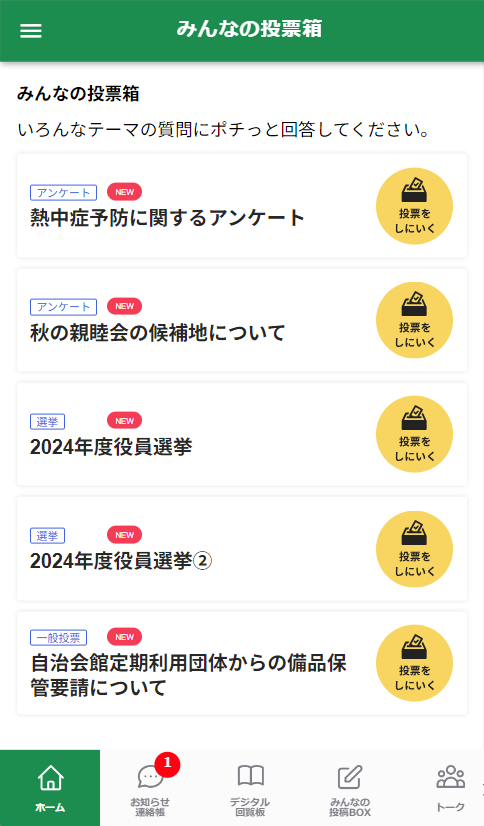 みんなの投票箱
みんなの投票箱
いろんなテーマの質問にポチっと回答してください。
アンケート NEW
熱中症予防に関するアンケート
投票を
しにいく
アンケート NEW
秋の親睦会の候補地について
投票を
しにいく
選挙 NEW
2024年度役員選挙
投票を
しにいく
選挙 NEW
2024年度役員選挙②
投票を
しにいく
一般投票 NEW
自治会館定期利用団体からの備品保
管要請について
投票を
しにいく
ホーム
1
お知らせ
連絡帳
デジタル
回覧板
みんなの
投稿BOX
トーク